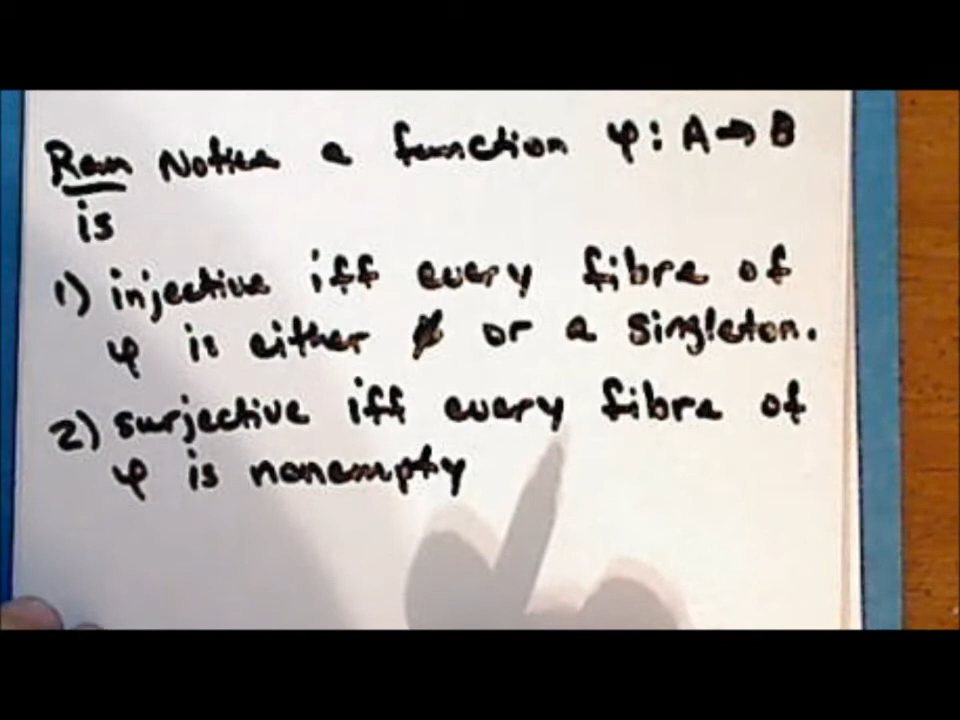 Rem Notice a function φ: A → B
is
1) injective iff every fibre of
φ is either ∅ or a singleton.
2) surjective iff every fibre of
φ is nonempty